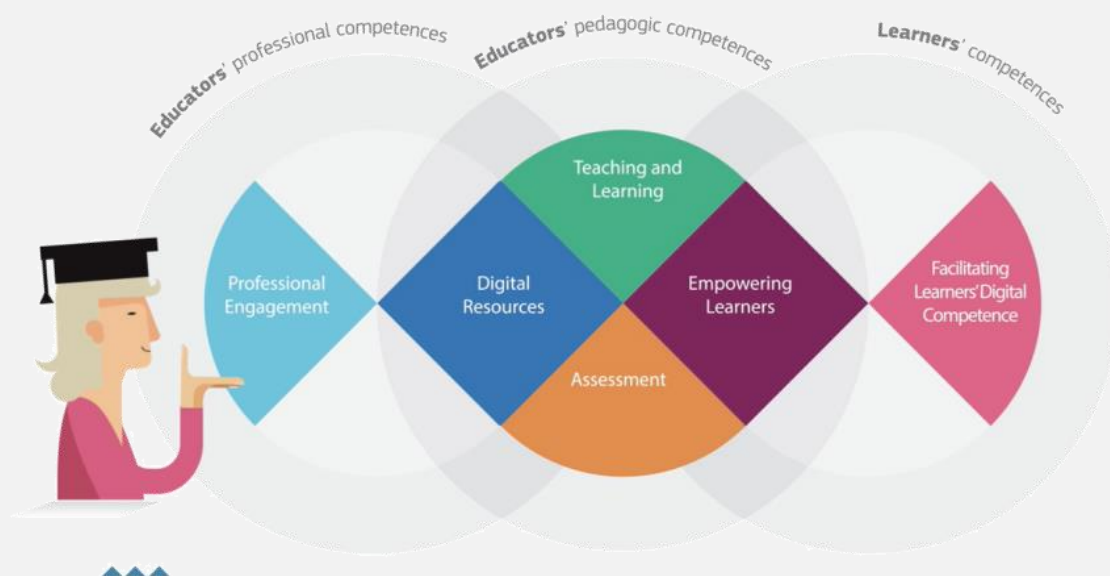 Educators' professional competences
Educators' pedagogic competences
Learners' competences
Teaching and
Learning
Professional
Engagement
Digital
Resources
Empowering
Learners
Facilitating
Learners' Digital
Competence
Assessment